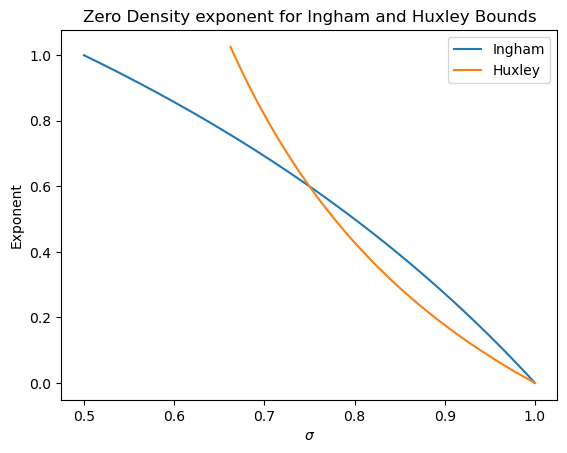 Zero Density exponent for Ingham and Huxley Bounds
Ingham
Huxley
Exponent
1.0
0.8
0.6
0.4
0.2
0.0
0.5 0.6 0.7 0.8 0.9 1.0
σ